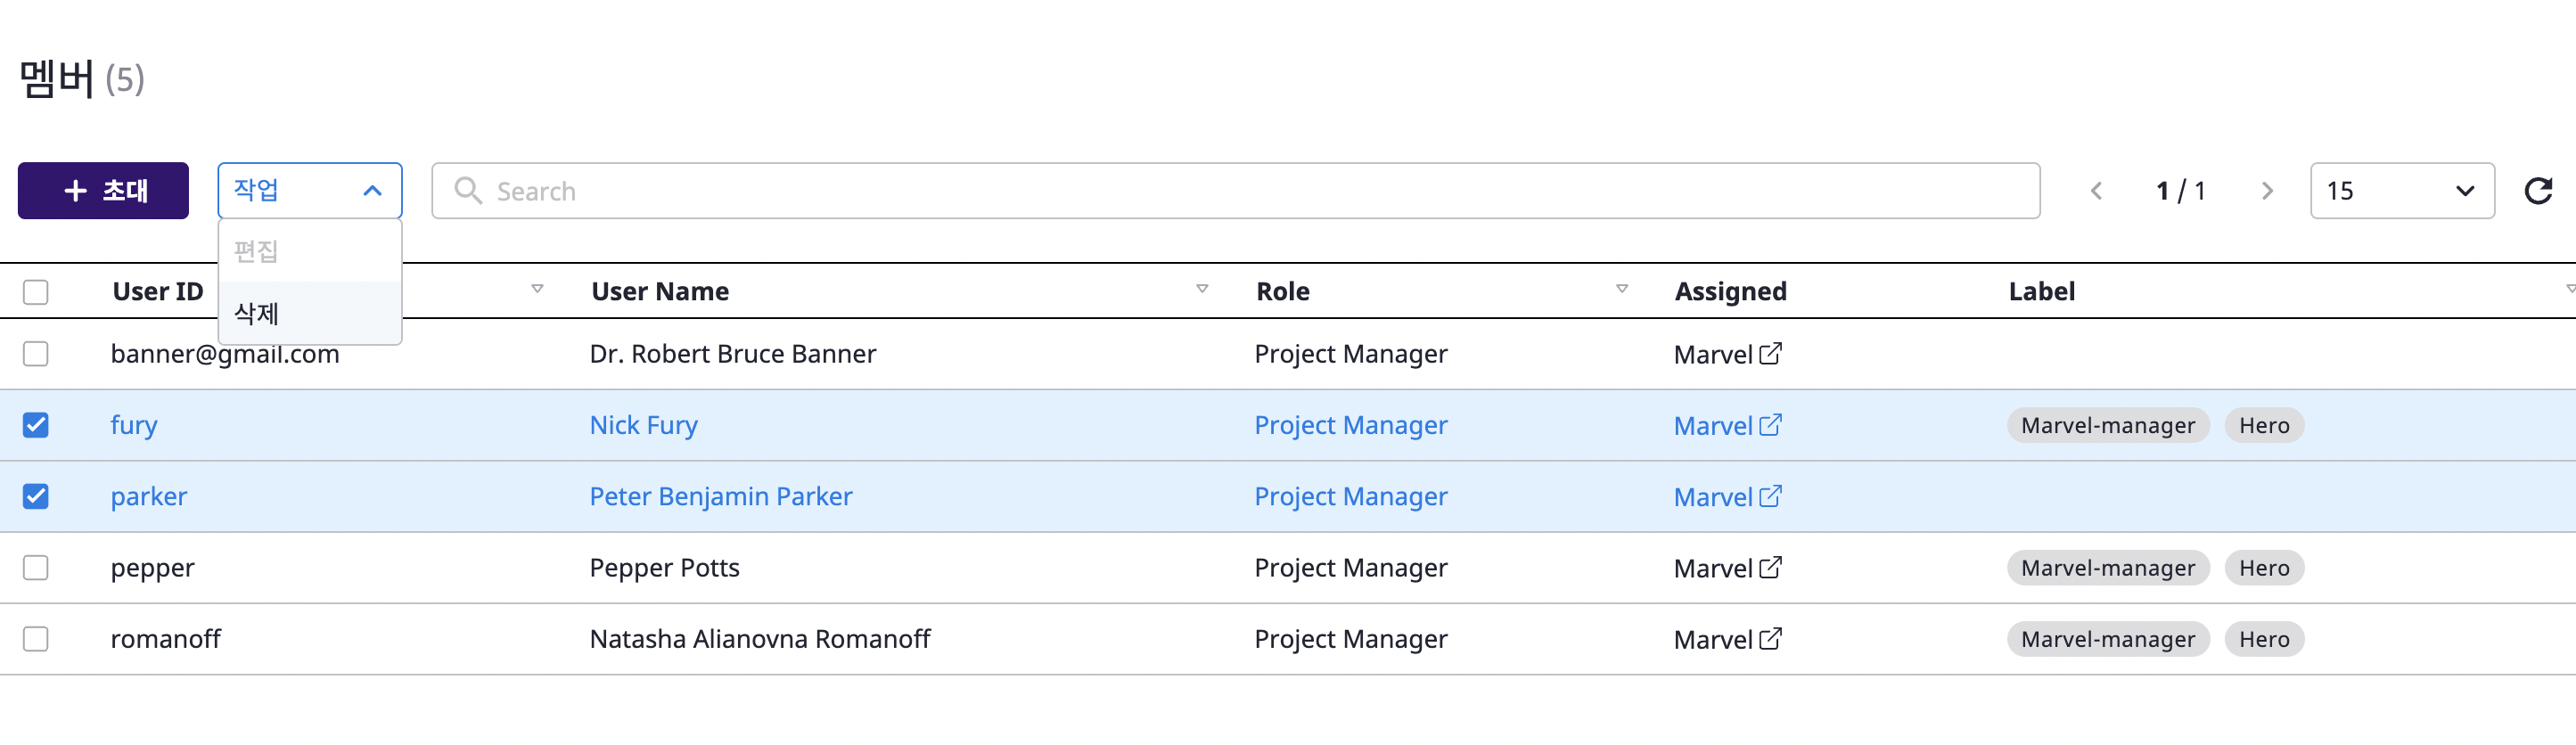 멤버 (5)
+ 초대 작업 Search 1 / 1 15
편집
삭제
User ID User Name Role Assigned Label
banner@gmail.com Dr. Robert Bruce Banner Project Manager Marvel
fury Nick Fury Project Manager Marvel Marvel-manager Hero
parker Peter Benjamin Parker Project Manager Marvel
pepper Pepper Potts Project Manager Marvel Marvel-manager Hero
romanoff Natasha Alianovna Romanoff Project Manager Marvel Marvel-manager Hero